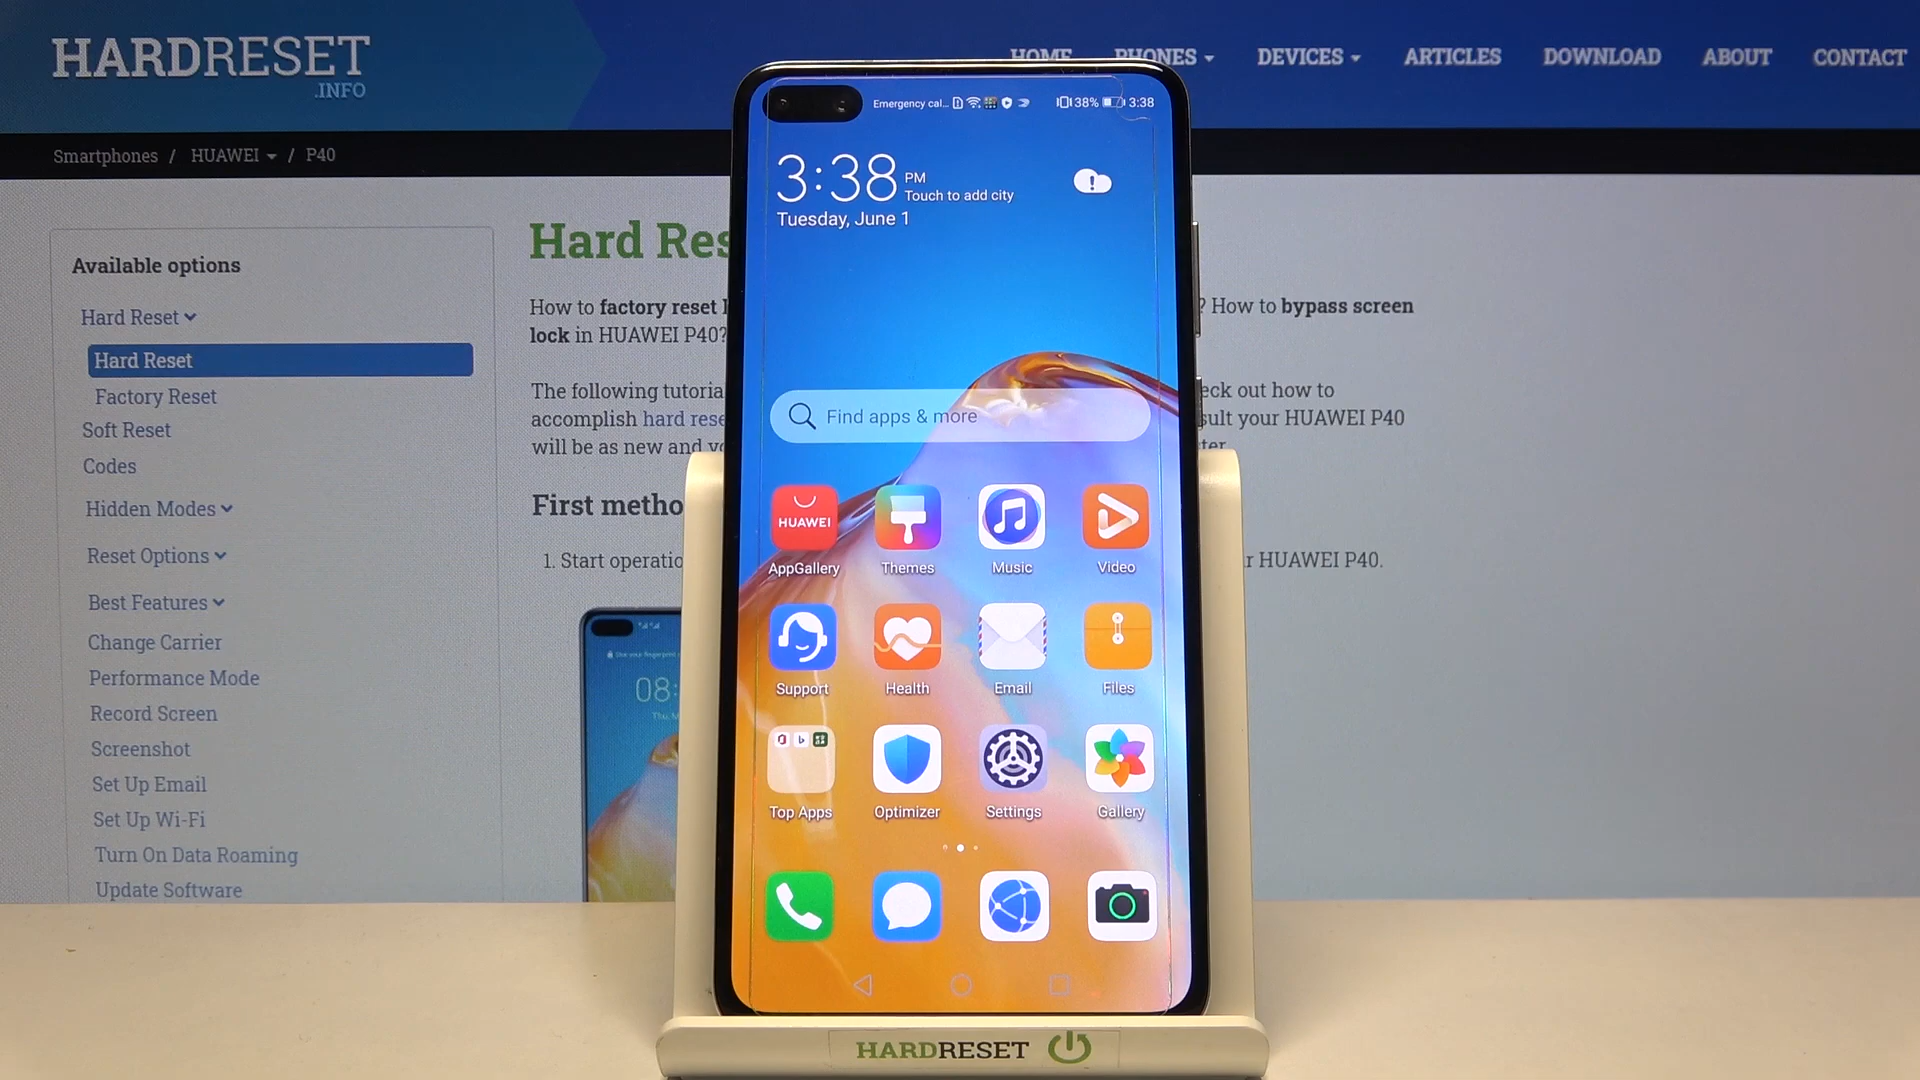 HARDRESET
.INFO
HOME PHONES DEVICES ARTICLES DOWNLOAD ABOUT CONTACT
Smartphones / HUAWEI / P40
Available options
Hard Reset
Hard Reset
Factory Reset
Soft Reset
Codes
Hidden Modes
Reset Options
Best Features
Change Carrier
Performance Mode
Record Screen
Screenshot
Set Up Email
Set Up Wi-Fi
Turn On Data Roaming
Update Software
Hard Res
How to factory reset ? How to bypass screen
lock in HUAWEI P40?
The following tutoria eck out how to
accomplish hard rese sult your HUAWEI P40
will be as new and yo ter
First metho
1. Start operatio r HUAWEI P40.
08:
Emergency cal... 38% 3:38
3:38 PM
Touch to add city
Tuesday, June 1
Find apps & more
HUAWEI
AppGallery Themes Music Video
Support Health Email Files
Top Apps Optimizer Settings Gallery
HARDRESET